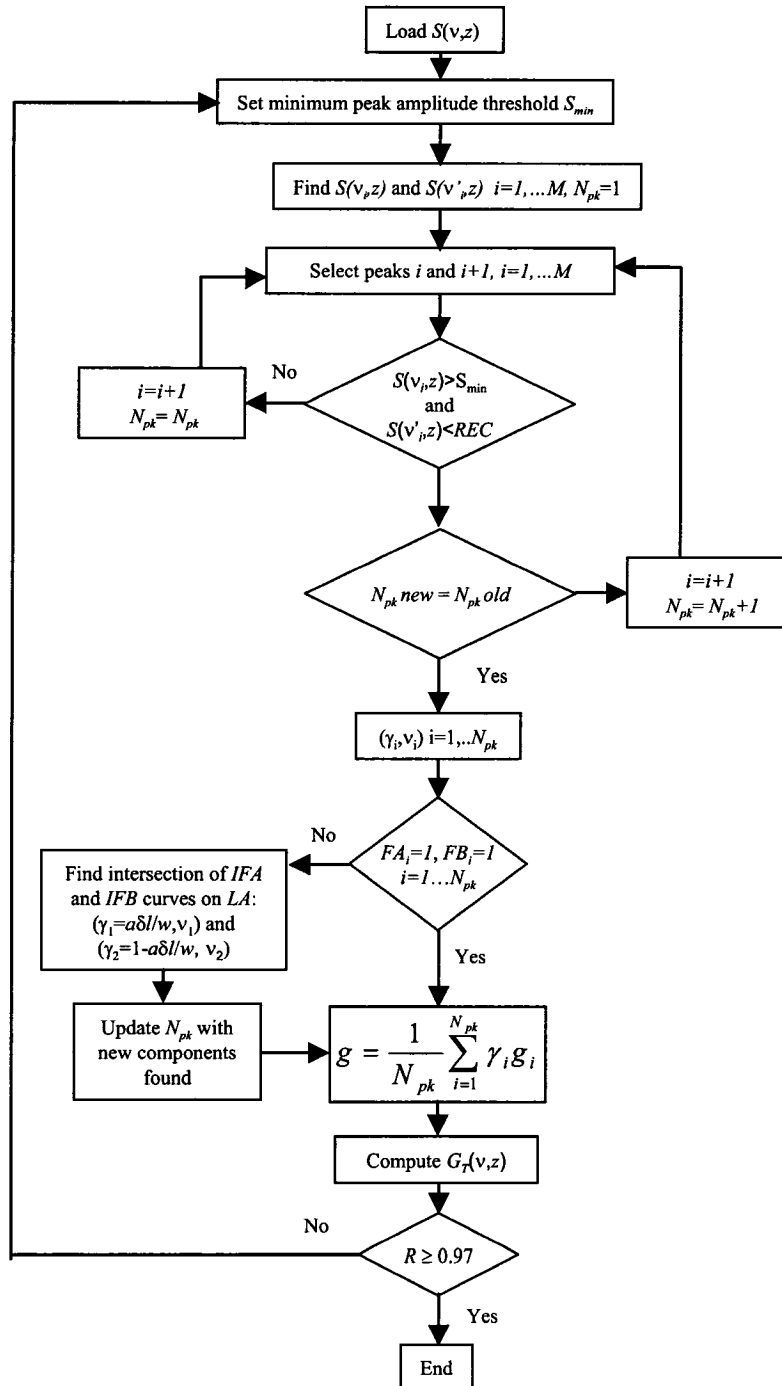 Load S(ν,z)
Set minimum peak amplitude threshold S_min
Find S(ν_i,z) and S(ν'_i,z) i=1,...M, N_pk=1
Select peaks i and i+1, i=1,...M
No
i=i+1
N_pk= N_pk
S(ν_i,z)>S_min
and
S(ν'_i,z)<REC
N_pk new = N_pk old
i=i+1
N_pk= N_pk+1
Yes
(γ_i,ν_i) i=1,..N_pk
No
FA_i=1, FB_i=1
i=1…N_pk
Find intersection of IFA
and IFB curves on LA:
(γ_1=aδl/w,ν_1) and
(γ_2=1-aδl/w, ν_2)
Yes
Update N_pk with
new components
found
g = 1/N_pk ∑_{i=1}^{N_pk} γ_i g_i
Compute G_T(ν,z)
No
R ≥ 0.97
Yes
End